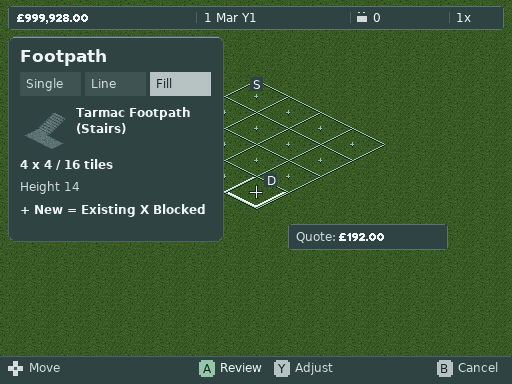 £999,928.00 1 Mar Y1 0 1x
Footpath
Single Line Fill
Tarmac Footpath
(Stairs)
4 x 4 / 16 tiles
Height 14
+ New = Existing X Blocked
S
D
Quote: £192.00
Move A Review Y Adjust B Cancel